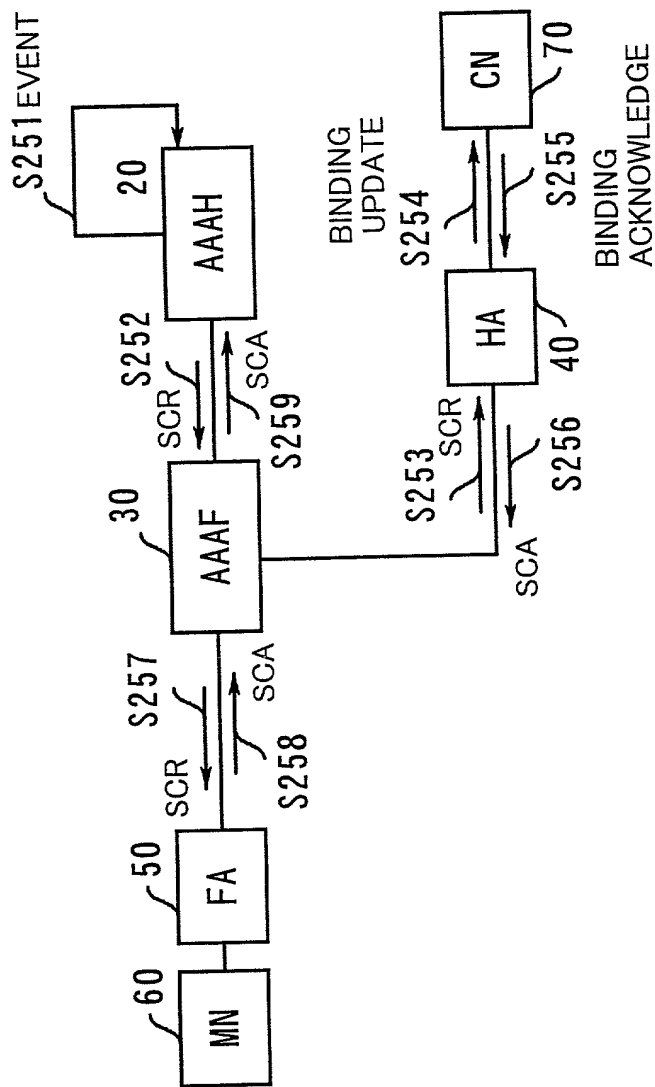 S251 EVENT
20
AAAH
S252
SCR
SCA
S259
30
AAAF
S257
SCR
SCA
S258
50
FA
60
MN
S253
SCR
S256
SCA
HA
40
BINDING
UPDATE
S254
S255
BINDING
ACKNOWLEDGE
CN
70